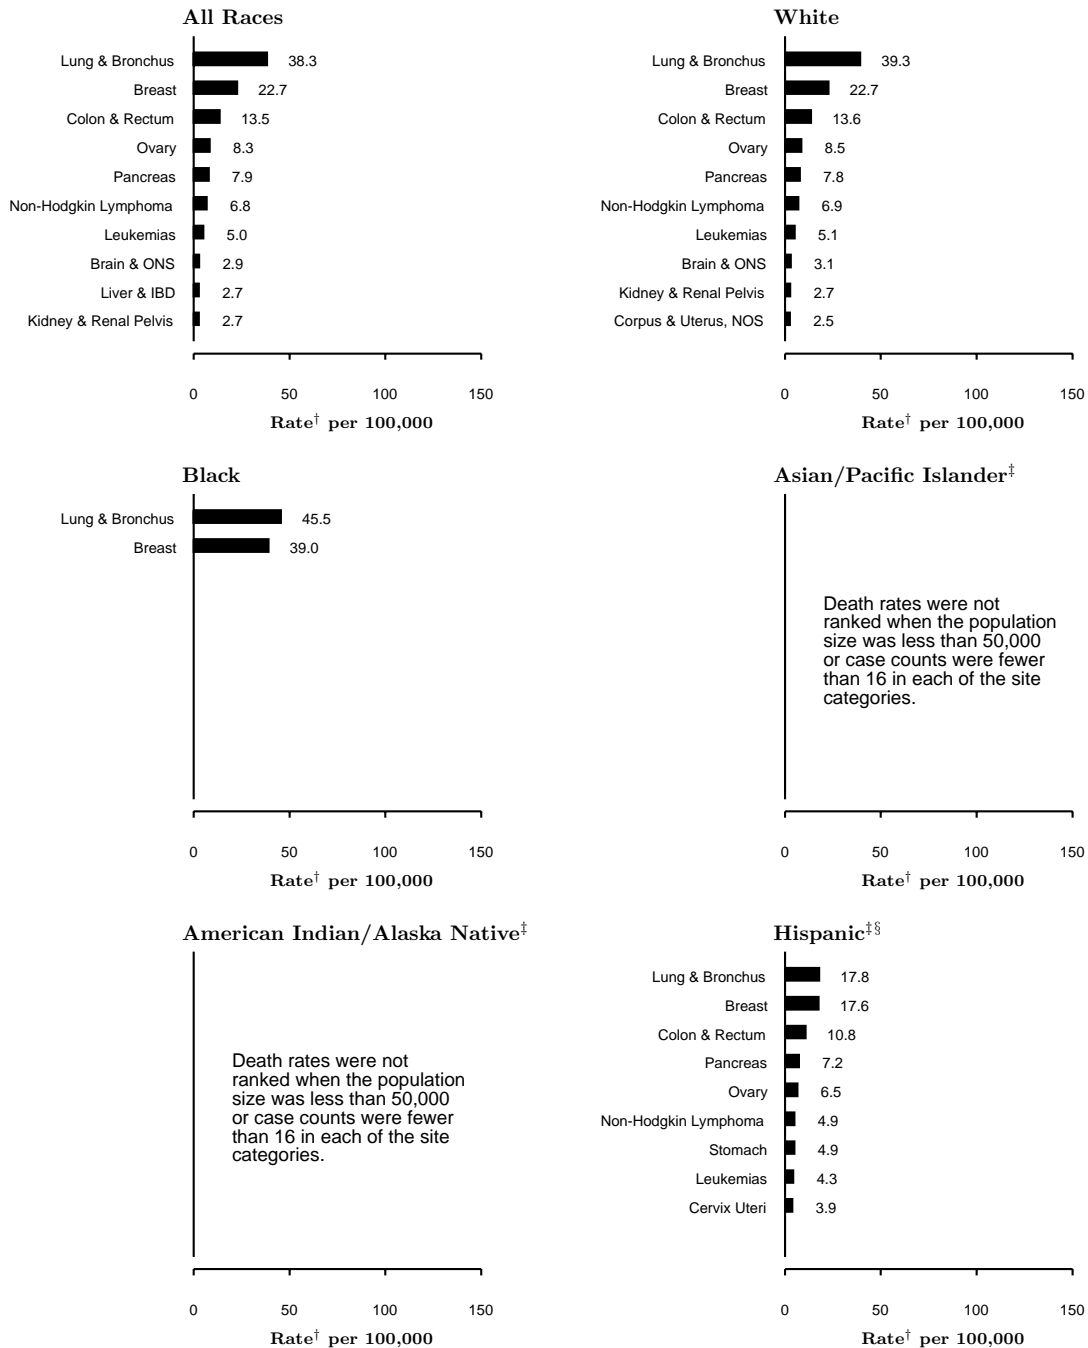 All Races
Lung & Bronchus 38.3
Breast 22.7
Colon & Rectum 13.5
Ovary 8.3
Pancreas 7.9
Non-Hodgkin Lymphoma 6.8
Leukemias 5.0
Brain & ONS 2.9
Liver & IBD 2.7
Kidney & Renal Pelvis 2.7
0 50 100 150
Rate† per 100,000
White
Lung & Bronchus 39.3
Breast 22.7
Colon & Rectum 13.6
Ovary 8.5
Pancreas 7.8
Non-Hodgkin Lymphoma 6.9
Leukemias 5.1
Brain & ONS 3.1
Kidney & Renal Pelvis 2.7
Corpus & Uterus, NOS 2.5
0 50 100 150
Rate† per 100,000
Black
Lung & Bronchus 45.5
Breast 39.0
0 50 100 150
Rate† per 100,000
Asian/Pacific Islander‡
Death rates were not
ranked when the population
size was less than 50,000
or case counts were fewer
than 16 in each of the site
categories.
0 50 100 150
Rate† per 100,000
American Indian/Alaska Native‡
Death rates were not
ranked when the population
size was less than 50,000
or case counts were fewer
than 16 in each of the site
categories.
0 50 100 150
Rate† per 100,000
Hispanic‡§
Lung & Bronchus 17.8
Breast 17.6
Colon & Rectum 10.8
Pancreas 7.2
Ovary 6.5
Non-Hodgkin Lymphoma 4.9
Stomach 4.9
Leukemias 4.3
Cervix Uteri 3.9
0 50 100 150
Rate† per 100,000